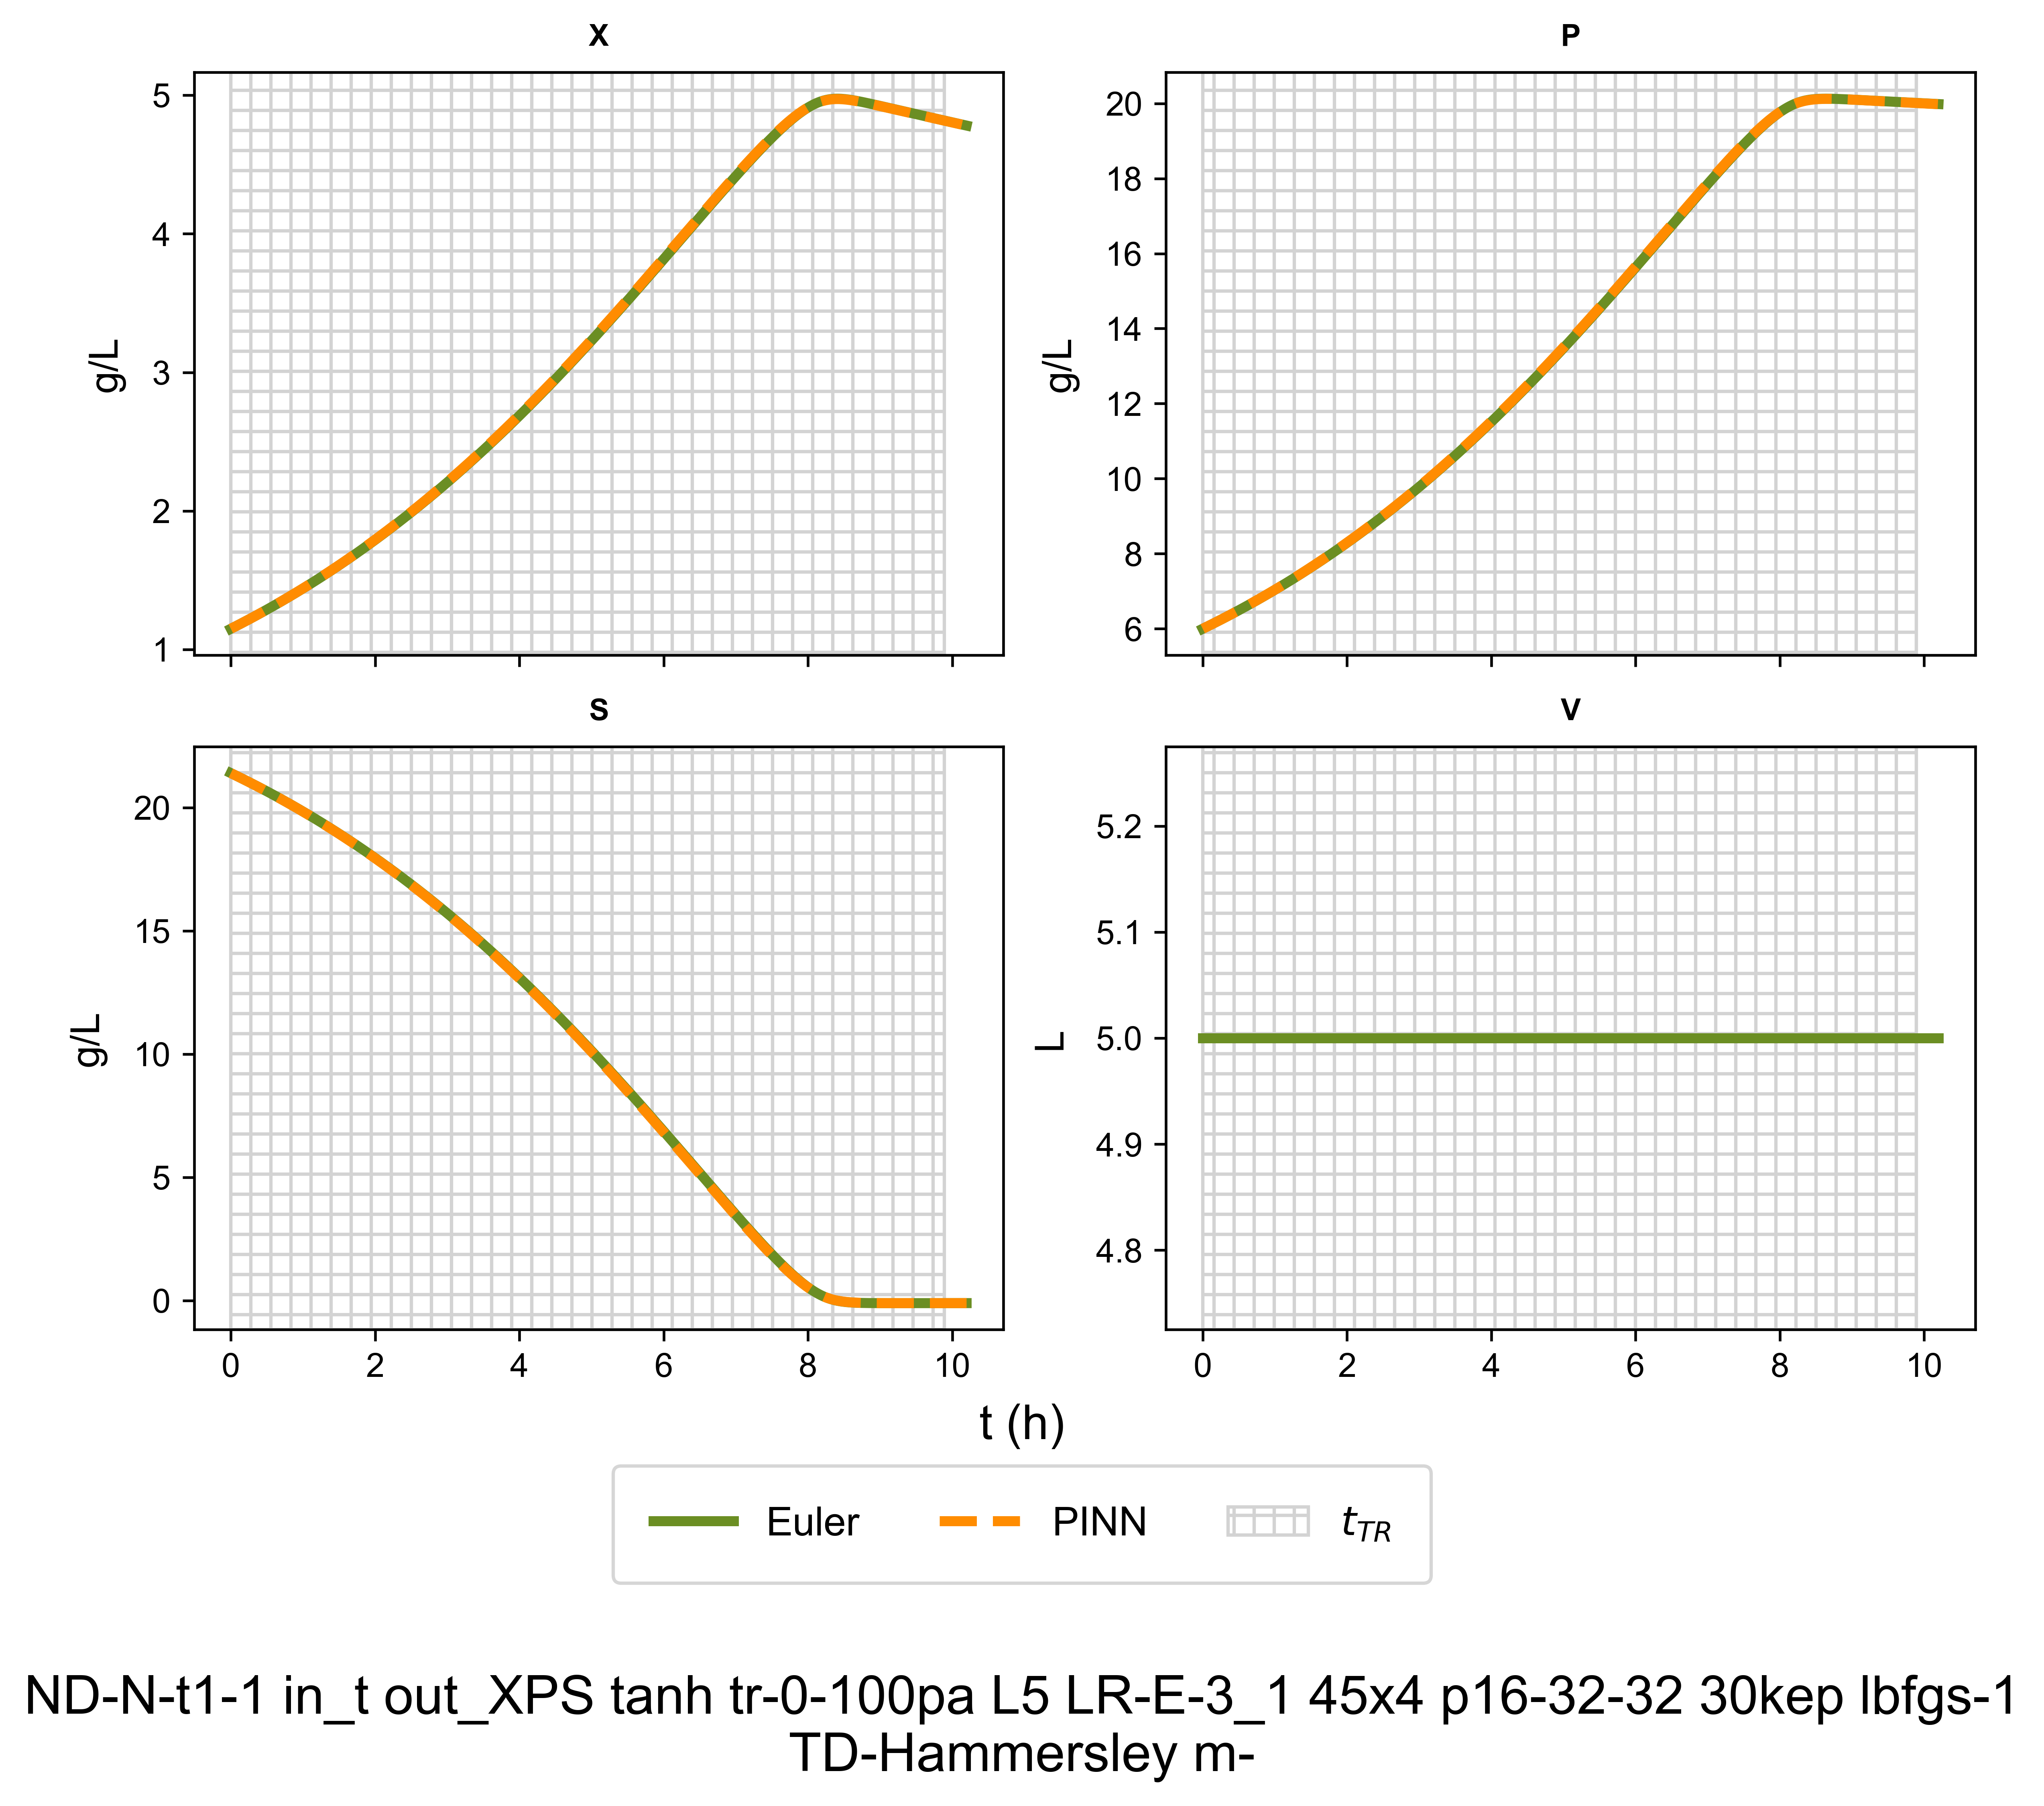 X
P
5
4
3
2
1
g/L
20
18
16
14
12
10
8
6
g/L
S
V
20
15
10
5
0
g/L
5.2
5.1
5.0
4.9
4.8
L
0 2 4 6 8 10
0 2 4 6 8 10
t (h)
Euler PINN t_TR
ND-N-t1-1 in_t out_XPS tanh tr-0-100pa L5 LR-E-3_1 45x4 p16-32-32 30kep lbfgs-1
TD-Hammersley m-